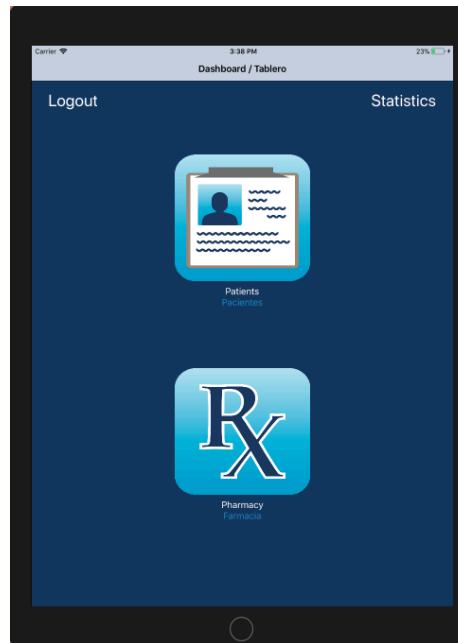 Carrier 3:38 PM 23%
Dashboard / Tablero
Logout Statistics
Patients
Pacientes
Rx
Pharmacy
Farmacia